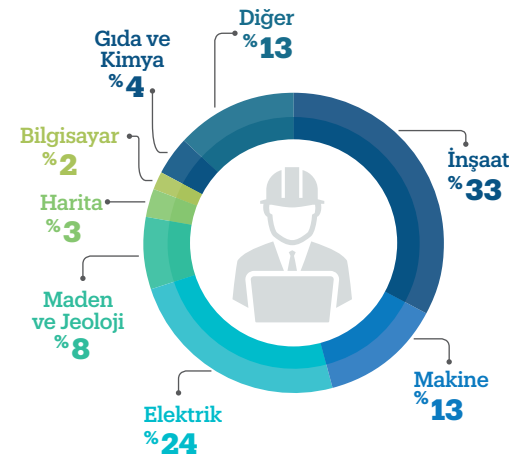 Diğer
%13
Gıda ve
Kimya
%4
Bilgisayar
%2
Harita
%3
Maden
ve Jeoloji
%8
Elektrik
%24
Makine
%13
İnşaat
%33